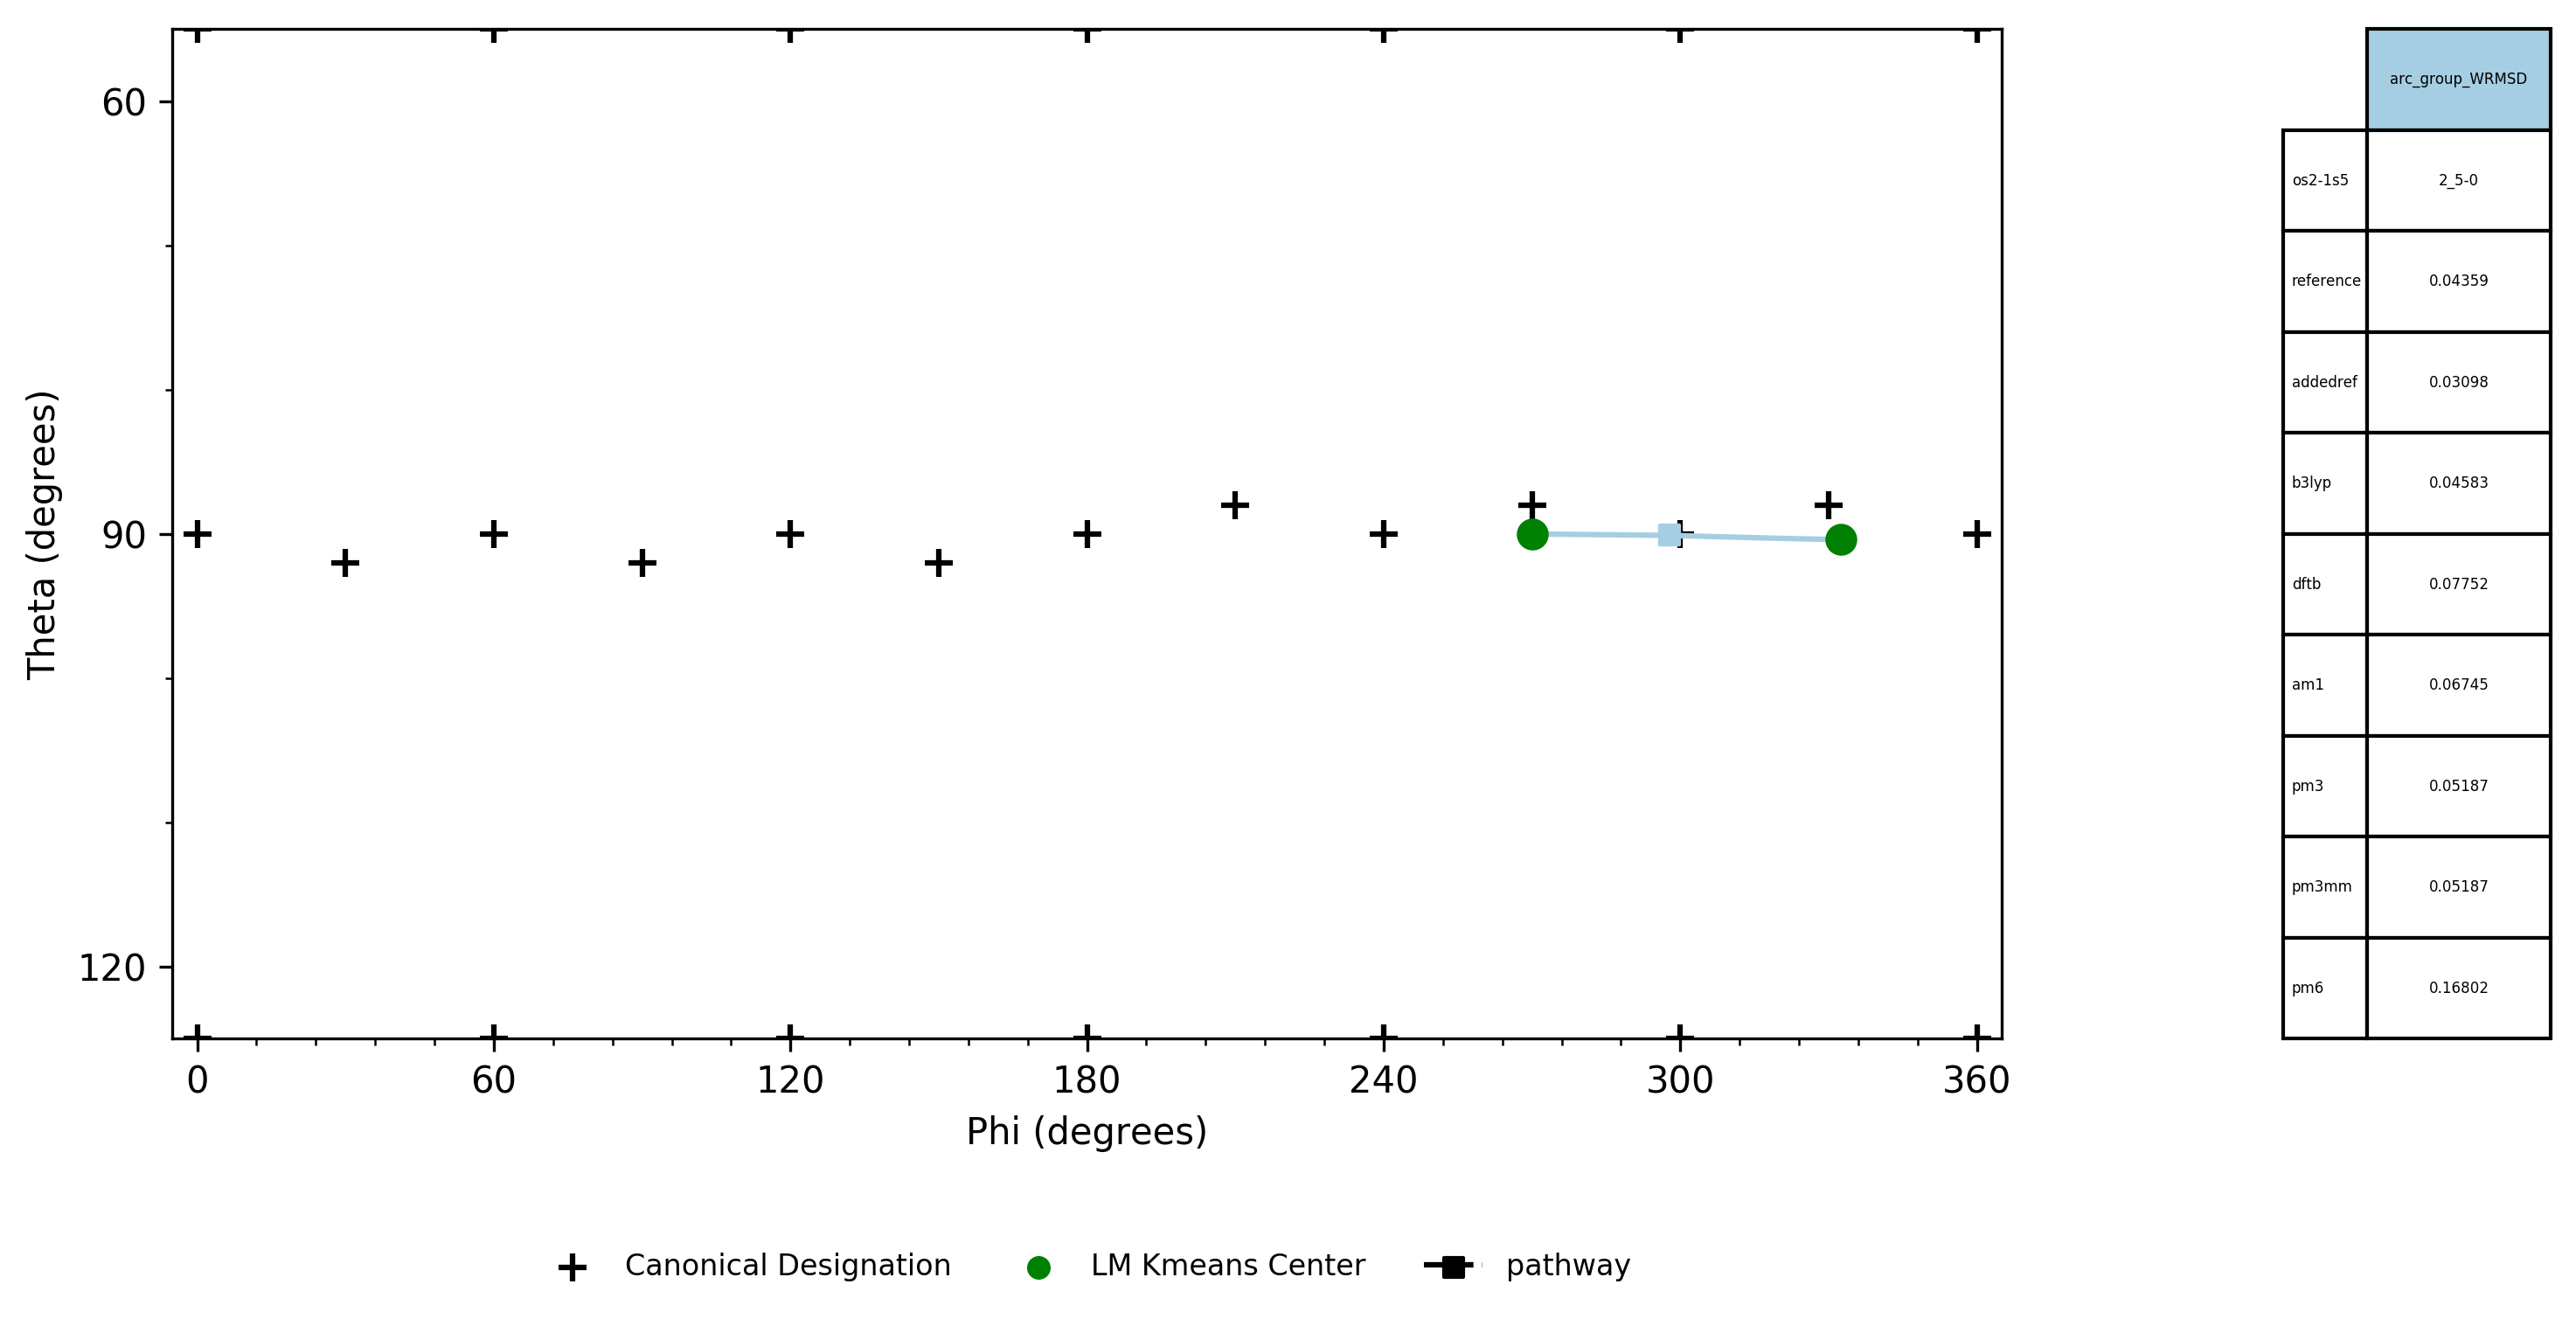 60
90
120
Theta (degrees)
0 60 120 180 240 300 360
Phi (degrees)
Canonical Designation LM Kmeans Center pathway
arc_group_WRMSD
os2-1s5 2_5-0
reference 0.04359
addedref 0.03098
b3lyp 0.04583
dftb 0.07752
am1 0.06745
pm3 0.05187
pm3mm 0.05187
pm6 0.16802